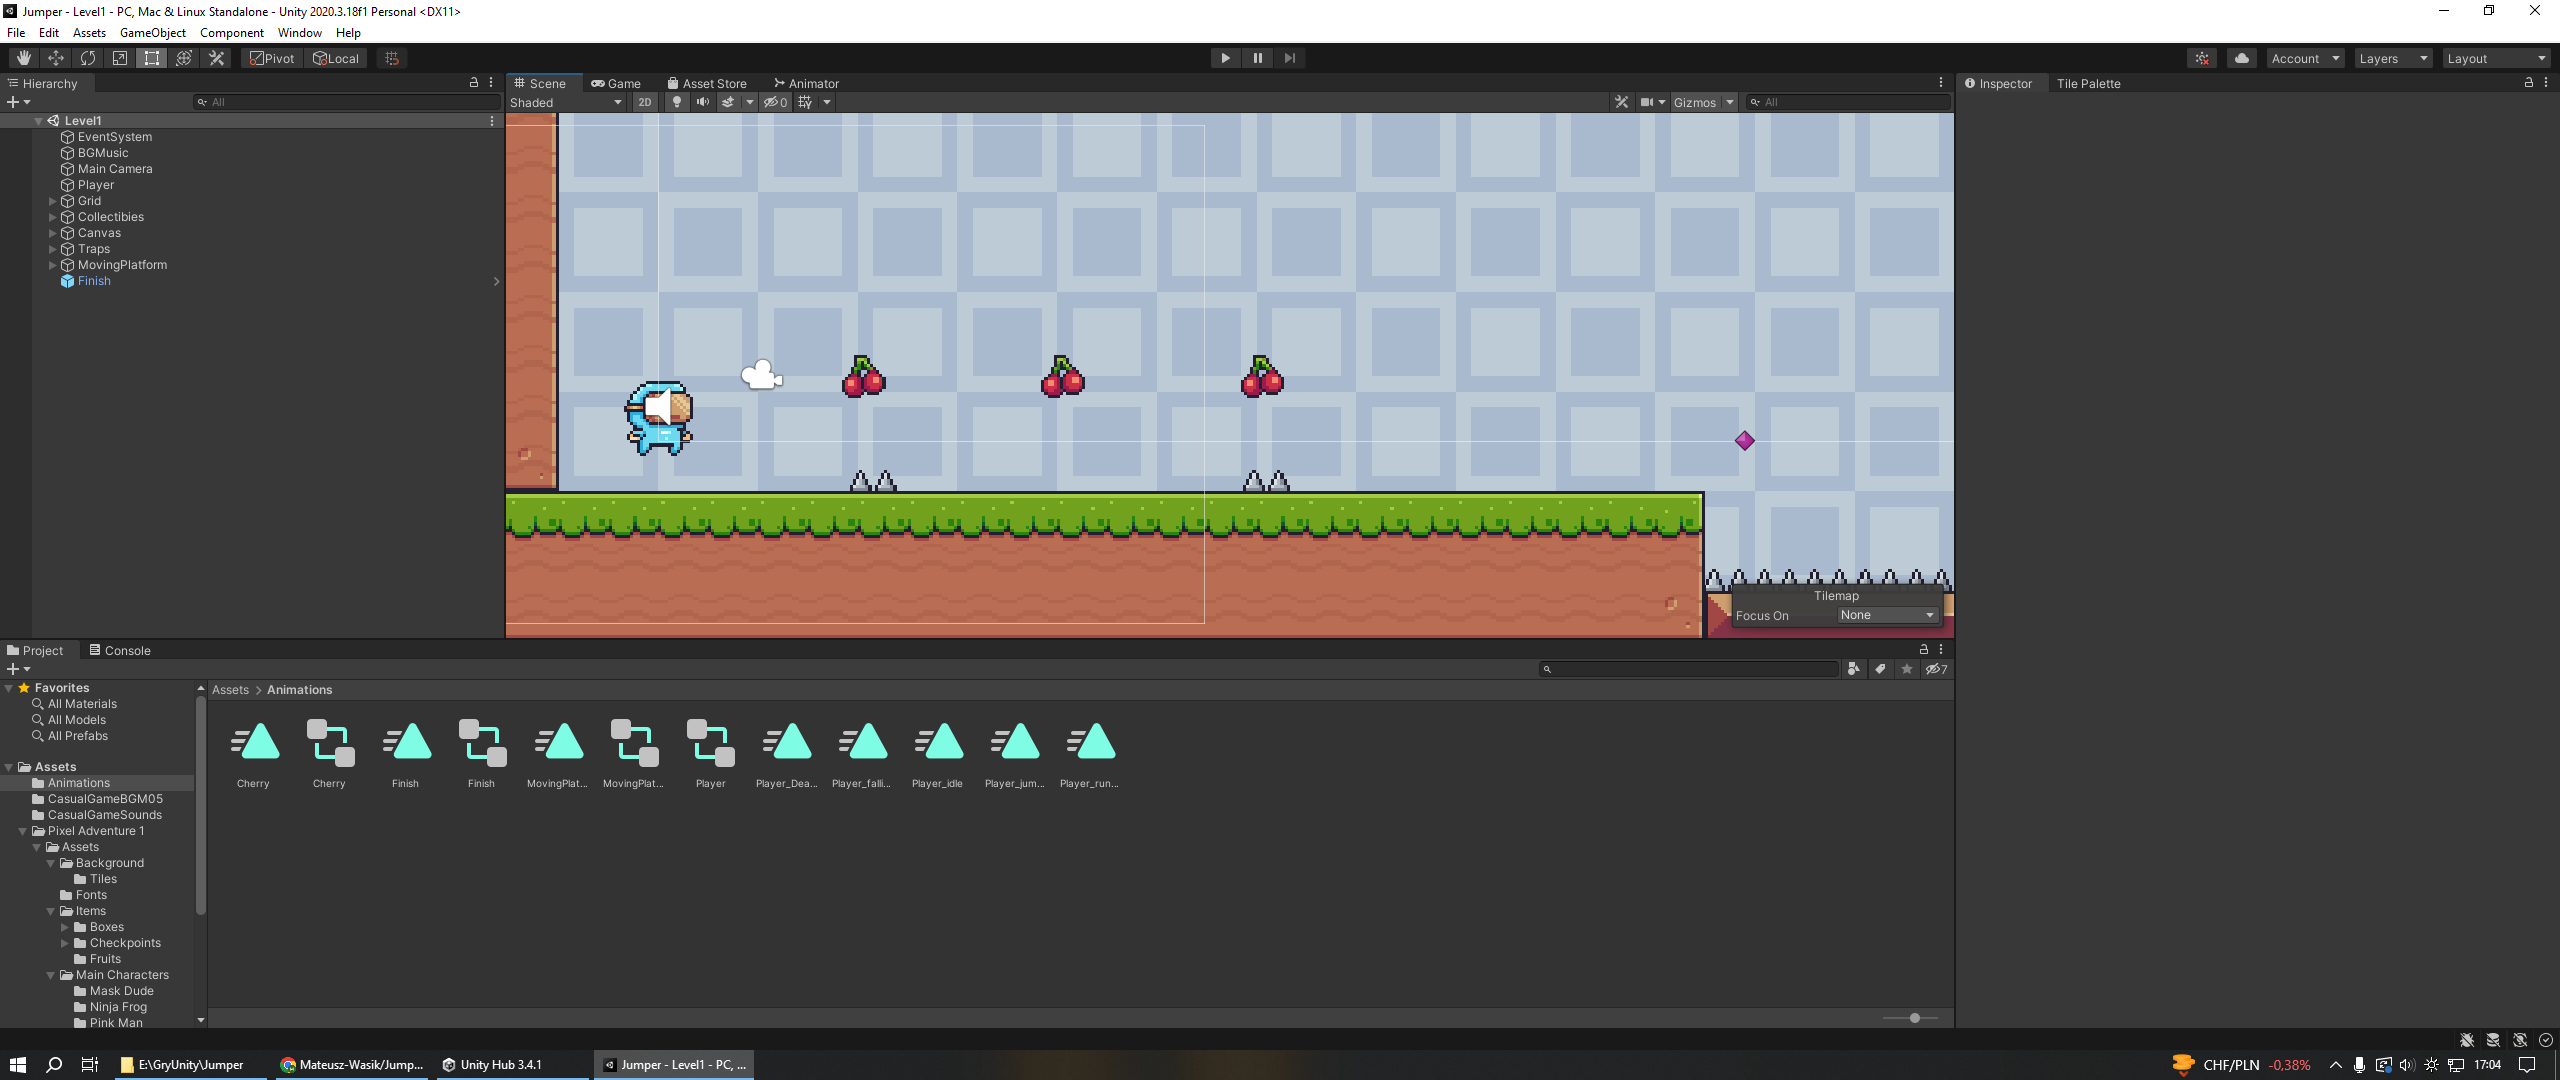 Jumper - Level1 - PC, Mac & Linux Standalone - Unity 2020.3.18f1 Personal <DX11>
File Edit Assets GameObject Component Window Help
Pivot Local Account Layers Layout
Hierarchy
All
Level1
EventSystem
BGMusic
Main Camera
Player
Grid
Collectibies
Canvas
Traps
MovingPlatform
Finish
Scene Game Asset Store Animator
Shaded 2D 0 Gizmos All
Tilemap
Focus On None
Inspector Tile Palette
Project Console
7
Favorites
All Materials
All Models
All Prefabs
Assets
Animations
CasualGameBGM05
CasualGameSounds
Pixel Adventure 1
Assets
Background
Tiles
Fonts
Items
Boxes
Checkpoints
Fruits
Main Characters
Mask Dude
Ninja Frog
Pink Man
Assets > Animations
Cherry Cherry Finish Finish MovingPlat... MovingPlat... Player Player_Dea... Player_falli... Player_idle Player_jum... Player_run...
E:\GryUnity\Jumper Mateusz-Wasik/Jump... Unity Hub 3.4.1 Jumper - Level1 - PC, ... CHF/PLN -0,38% 17:04